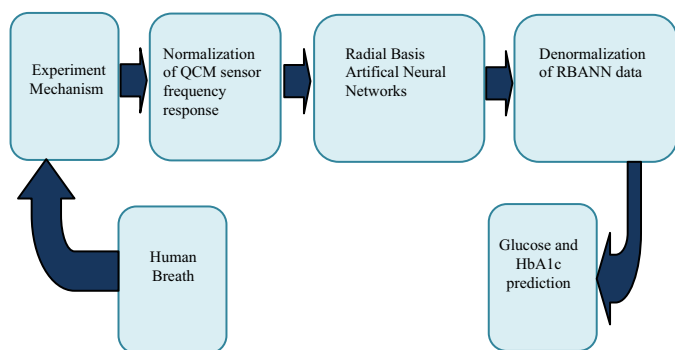 Experiment
Mechanism
Normalization
of QCM sensor
frequency
response
Radial Basis
Artifical Neural
Networks
Denormalization
of RBANN data
Human
Breath
Glucose and
HbA1c
prediction